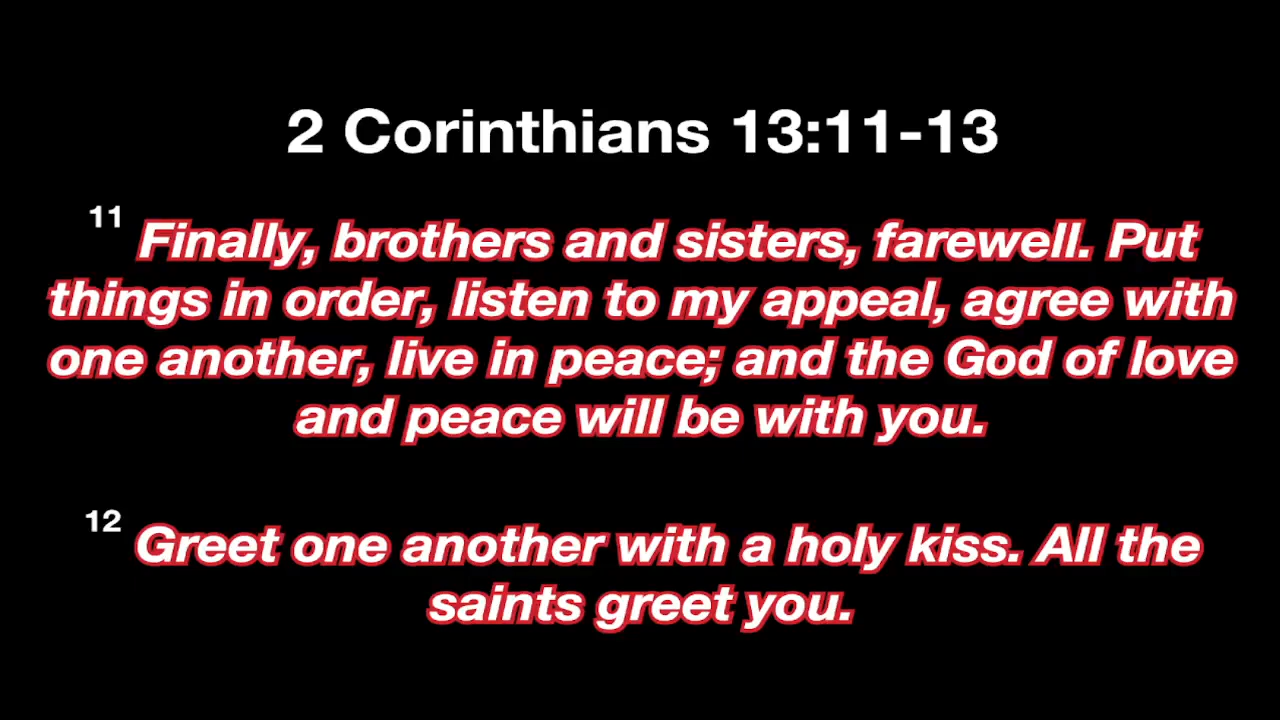 2 Corinthians 13:11-13
11 Finally, brothers and sisters, farewell. Put
things in order, listen to my appeal, agree with
one another, live in peace; and the God of love
and peace will be with you.
12 Greet one another with a holy kiss. All the
saints greet you.